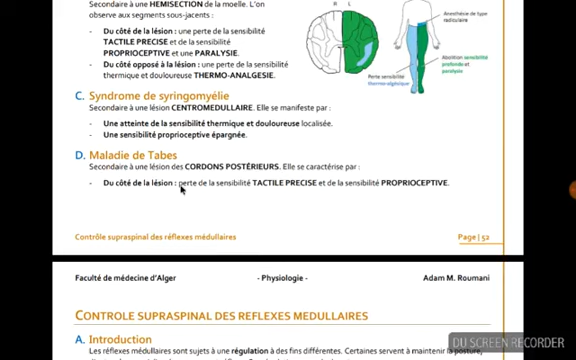 Secondaire à une HEMISECTION de la moelle. L'on
observe aux segments sous-jacents :
- Du côté de la lésion : une perte de la sensibilité
TACTILE PRECISE et de la sensibilité
PROPRIOCEPTIVE et une PARALYSIE.
- Du côté opposé à la lésion : une perte de la sensibilité
thermique et douloureuse THERMO-ANALGESIE.
R L
Anesthésie de type
radiculaire
Abolition sensibilité
profonde et
paralysie
Perte sensibilité
thermo-algésique
C. Syndrome de syringomyélie
Secondaire à une lésion CENTROMEDULLAIRE. Elle se manifeste par :
- Une atteinte de la sensibilité thermique et douloureuse localisée.
- Une sensibilité proprioceptive épargnée.
D. Maladie de Tabes
Secondaire à une lésion des CORDONS POSTÉRIEURS. Elle se caractérise par :
- Du côté de la lésion : perte de la sensibilité TACTILE PRECISE et de la sensibilité PROPRIOCEPTIVE.
Contrôle supraspinal des réflexes médullaires Page | 52
Faculté de médecine d'Alger - Physiologie - Adam M. Roumani
CONTROLE SUPRASPINAL DES REFLEXES MEDULLAIRES
A. Introduction
Les réflexes médullaires sont sujets à une régulation à des fins différentes. Certaines servent à maintenir la posture,
DU SCREEN RECORDER